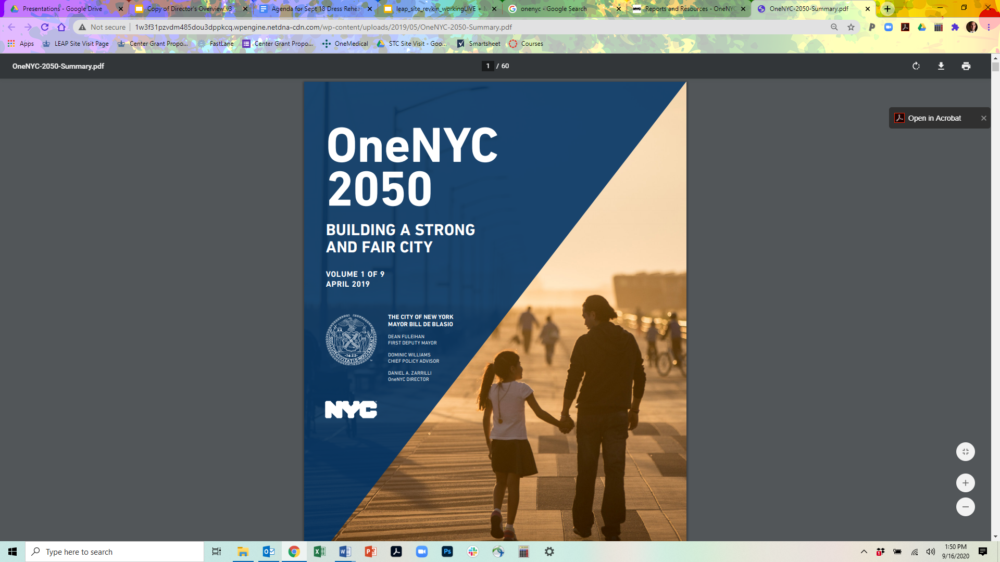 Presentations - Google Drive
Copy of Director's Overview v3 -
Agenda for Sept 18 Dress Rehear
leap_site_revkin_workingLIVE +
onenyc - Google Search
Reports and Resources - OneNYC
OneNYC-2050-Summary.pdf
Not secure
1w3f31pzvdm485dou3dppkcq.wpengine.netdna-cdn.com/wp-content/uploads/2019/05/OneNYC-2050-Summary.pdf
Apps
LEAP Site Visit Page
Center Grant Propo...
FastLane
Center Grant Propo...
OneMedical
STC Site Visit - Goo...
Smartsheet
Courses
OneNYC-2050-Summary.pdf
1 / 60
Open in Acrobat
OneNYC
2050
BUILDING A STRONG
AND FAIR CITY
VOLUME 1 OF 9
APRIL 2019
SIGILLUM CIVITATIS NOVI EBORACI
1625
THE CITY OF NEW YORK
MAYOR BILL DE BLASIO
DEAN FULEIHAN
FIRST DEPUTY MAYOR
DOMINIC WILLIAMS
CHIEF POLICY ADVISOR
DANIEL A. ZARRILLI
OneNYC DIRECTOR
NYC
Type here to search
1:50 PM
9/16/2020